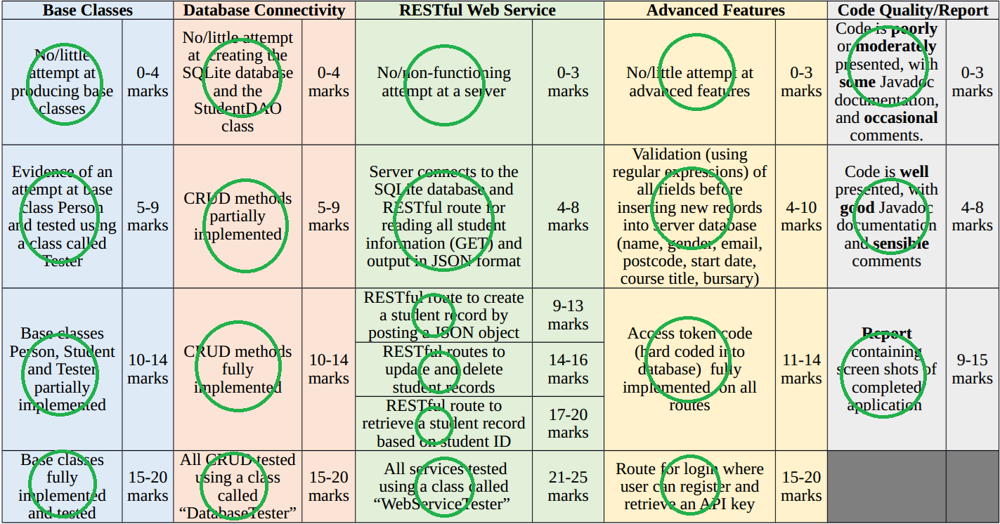 Base Classes
Database Connectivity
RESTful Web Service
Advanced Features
Code Quality/Report
No/little
attempt at
producing base
classes
0-4
marks
No/little attempt
at creating the
SQLite database
and the
StudentDAO
class
0-4
marks
No/non-functioning
attempt at a server
0-3
marks
No/little attempt at
advanced features
0-3
marks
Code is poorly
or moderately
presented, with
some Javadoc
documentation,
and occasional
comments.
0-3
marks
Evidence of an
attempt at base
class Person
and tested using
a class called
Tester
5-9
marks
CRUD methods
partially
implemented
5-9
marks
Server connects to the
SQLite database and
RESTful route for
reading all student
information (GET) and
output in JSON format
4-8
marks
Validation (using
regular expressions) of
all fields before
inserting new records
into server database
(name, gender, email,
postcode, start date,
course title, bursary)
4-10
marks
Code is well
presented, with
good Javadoc
documentation
and sensible
comments
4-8
marks
Base classes
Person, Student
and Tester
partially
implemented
10-14
marks
CRUD methods
fully
implemented
10-14
marks
RESTful route to create
a student record by
posting a JSON object
9-13
marks
RESTful routes to
update and delete
student records
14-16
marks
RESTful route to
retrieve a student record
based on student ID
17-20
marks
Access token code
(hard coded into
database) fully
implemented on all
routes
11-14
marks
Report
containing
screen shots of
completed
application
9-15
marks
Base classes
fully
implemented
and tested
15-20
marks
All CRUD tested
using a class
called
“DatabaseTester”
15-20
marks
All services tested
using a class called
“WebServiceTester”
21-25
marks
Route for login where
user can register and
retrieve an API key
15-20
marks